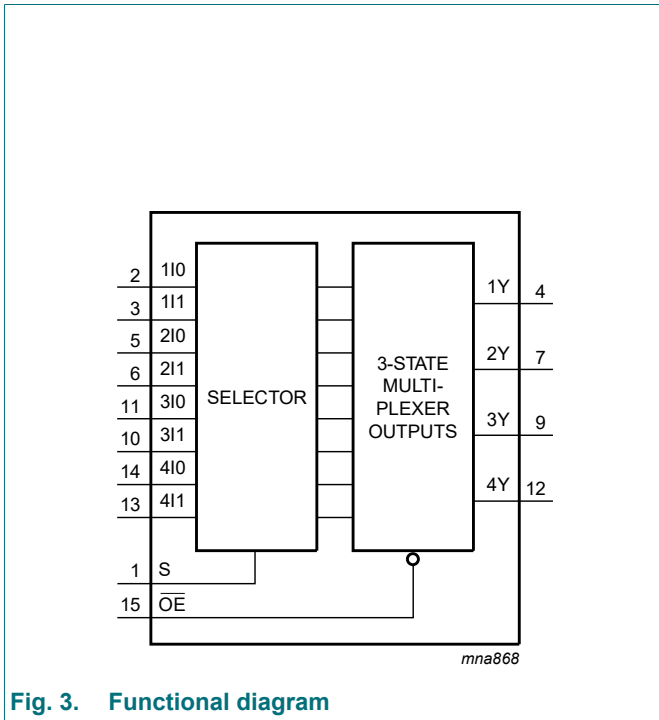 2 1I0
3 1I1
5 2I0
6 2I1
11 3I0
10 3I1
14 4I0
13 4I1
1 S
15 O̅E̅
SELECTOR
3-STATE
MULTI-
PLEXER
OUTPUTS
1Y 4
2Y 7
3Y 9
4Y 12
mna868
Fig. 3. Functional diagram